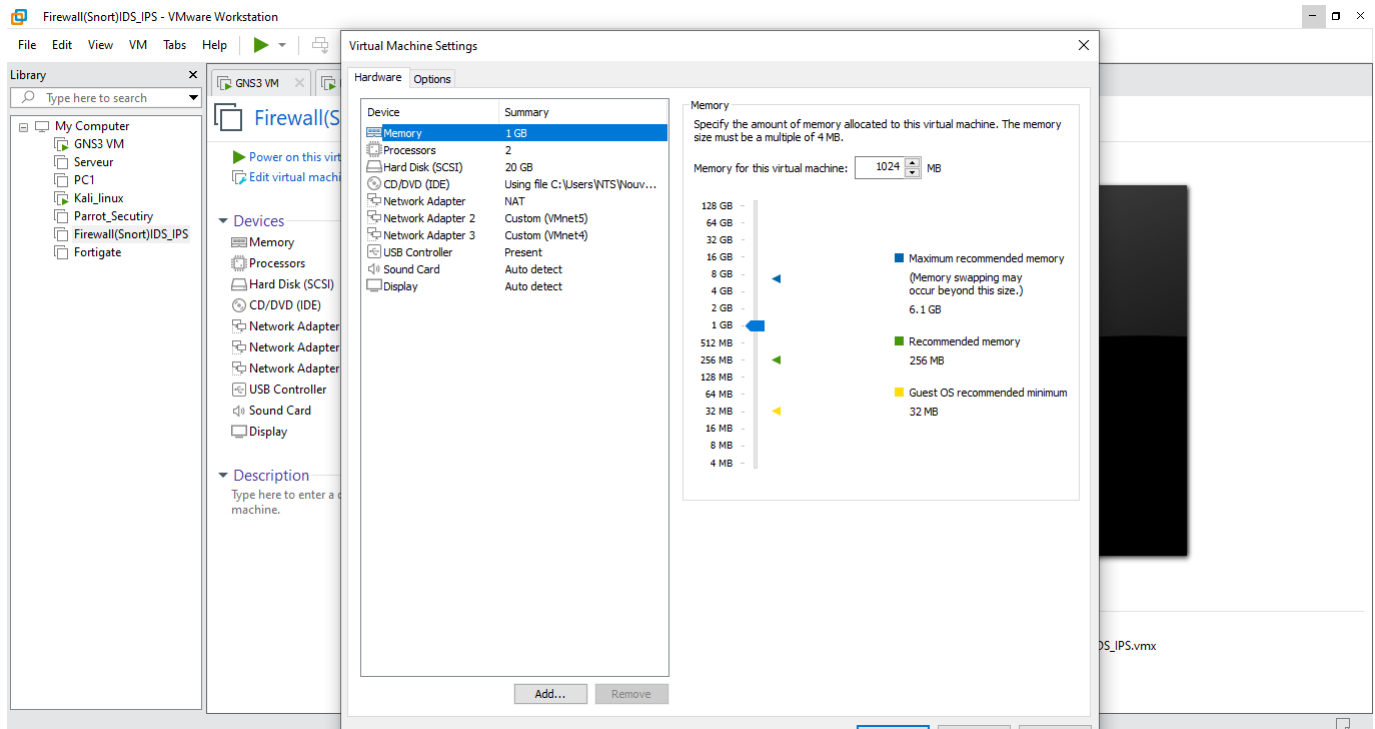 Firewall(Snort)IDS_IPS - VMware Workstation
File Edit View VM Tabs Help
Library
Type here to search
My Computer
GNS3 VM
Serveur
PC1
Kali_linux
Parrot_Secutiry
Firewall(Snort)IDS_IPS
Fortigate
GNS3 VM
Firewall(S
Power on this virt
Edit virtual machi
Devices
Memory
Processors
Hard Disk (SCSI)
CD/DVD (IDE)
Network Adapter
Network Adapter
Network Adapter
USB Controller
Sound Card
Display
Description
Type here to enter a d
machine.
Virtual Machine Settings
Hardware Options
Device Summary
Memory 1 GB
Processors 2
Hard Disk (SCSI) 20 GB
CD/DVD (IDE) Using file C:\Users\NTS\Nouv...
Network Adapter NAT
Network Adapter 2 Custom (VMnet5)
Network Adapter 3 Custom (VMnet4)
USB Controller Present
Sound Card Auto detect
Display Auto detect
Add... Remove
Memory
Specify the amount of memory allocated to this virtual machine. The memory
size must be a multiple of 4 MB.
Memory for this virtual machine: 1024 MB
128 GB
64 GB
32 GB
16 GB
8 GB
4 GB
2 GB
1 GB
512 MB
256 MB
128 MB
64 MB
32 MB
16 MB
8 MB
4 MB
Maximum recommended memory
(Memory swapping may
occur beyond this size.)
6.1 GB
Recommended memory
256 MB
Guest OS recommended minimum
32 MB
DS_IPS.vmx